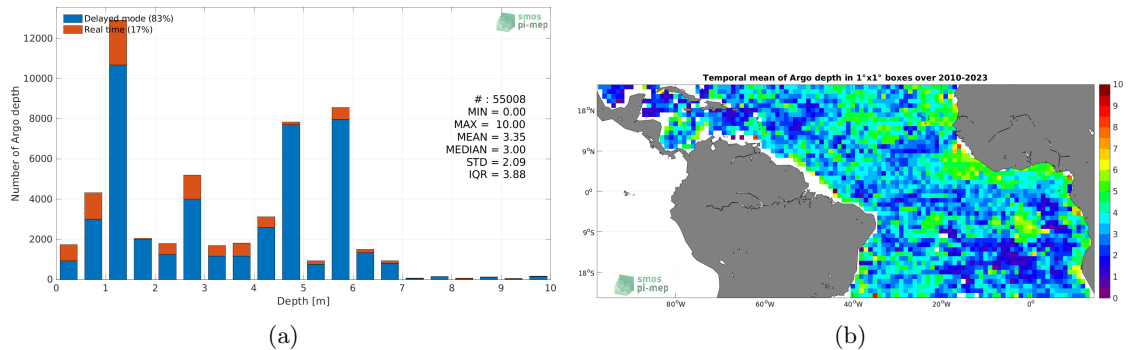 Delayed mode (83%)
Real time (17%)
smos
pi-mep
12000
10000
8000
6000
4000
2000
0
Number of Argo depth
# : 55008
MIN = 0.00
MAX = 10.00
MEAN = 3.35
MEDIAN = 3.00
STD = 2.09
IQR = 3.88
0 1 2 3 4 5 6 7 8 9 10
Depth [m]
(a)
Temporal mean of Argo depth in 1°x1° boxes over 2010-2023
18°N
9°N
0°
9°S
18°S
80°W 60°W 40°W 20°W 0°
10
9
8
7
6
5
4
3
2
1
0
smos
pi-mep
(b)